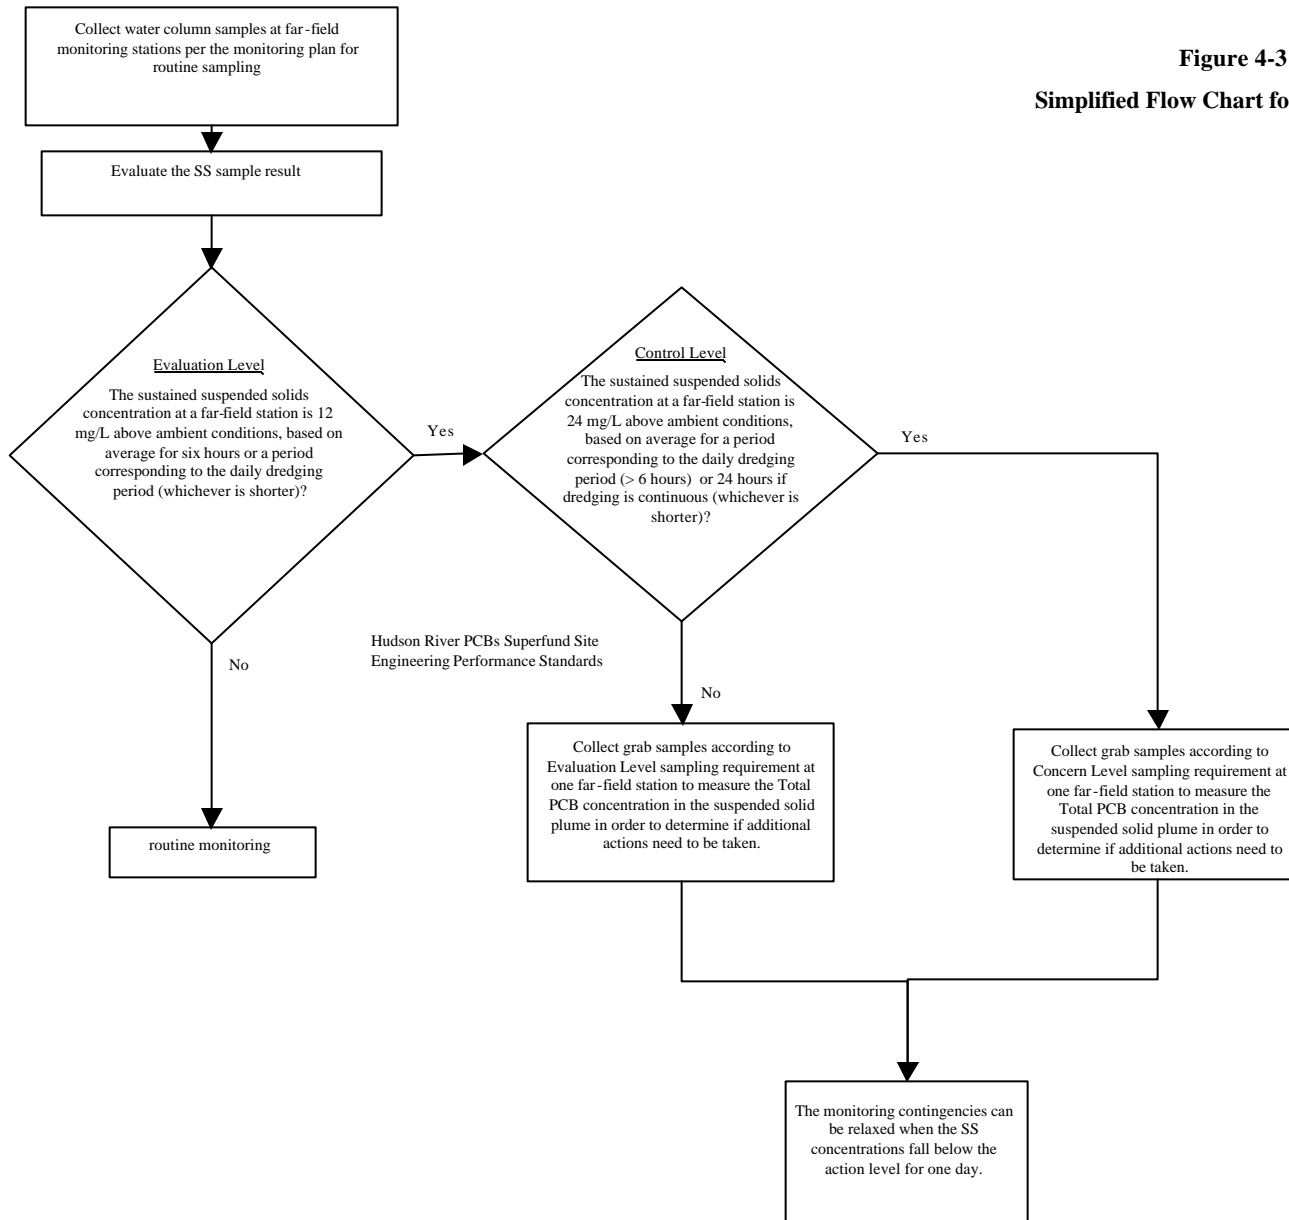 Collect water column samples at far-field
monitoring stations per the monitoring plan for
routine sampling
Figure 4-3
Simplified Flow Chart fo
Evaluate the SS sample result
Evaluation Level
The sustained suspended solids
concentration at a far-field station is 12
mg/L above ambient conditions, based on
average for six hours or a period
corresponding to the daily dredging
period (whichever is shorter)?
Yes
Control Level
The sustained suspended solids
concentration at a far-field station is
24 mg/L above ambient conditions,
based on average for a period
corresponding to the daily dredging
period (> 6 hours) or 24 hours if
dredging is continuous (whichever is
shorter)?
Yes
No
Hudson River PCBs Superfund Site
Engineering Performance Standards
No
routine monitoring
Collect grab samples according to
Evaluation Level sampling requirement at
one far-field station to measure the Total
PCB concentration in the suspended solid
plume in order to determine if additional
actions need to be taken.
Collect grab samples according to
Concern Level sampling requirement at
one far-field station to measure the
Total PCB concentration in the
suspended solid plume in order to
determine if additional actions need to
be taken.
The monitoring contingencies can
be relaxed when the SS
concentrations fall below the
action level for one day.